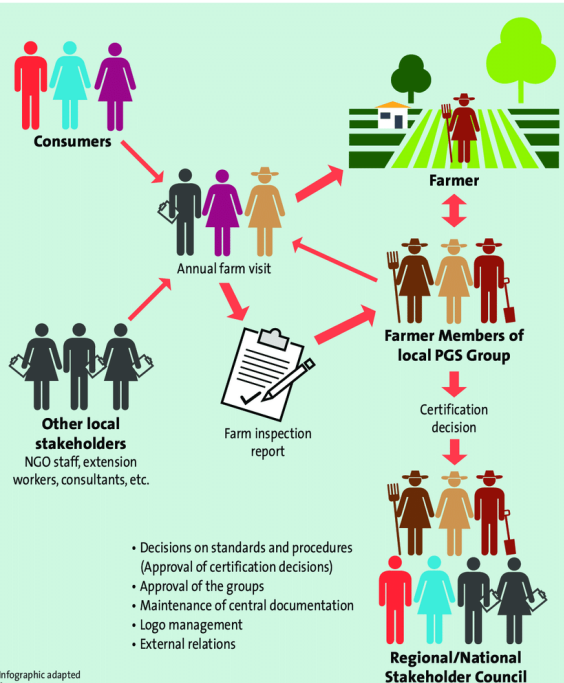 Consumers
Farmer
Annual farm visit
Farmer Members of
local PGS Group
Other local
stakeholders
NGO staff, extension
workers, consultants, etc.
Farm inspection
report
Certification
decision
• Decisions on standards and procedures
(Approval of certification decisions)
• Approval of the groups
• Maintenance of central documentation
• Logo management
• External relations
Regional/National
Stakeholder Council
Infographic adapted